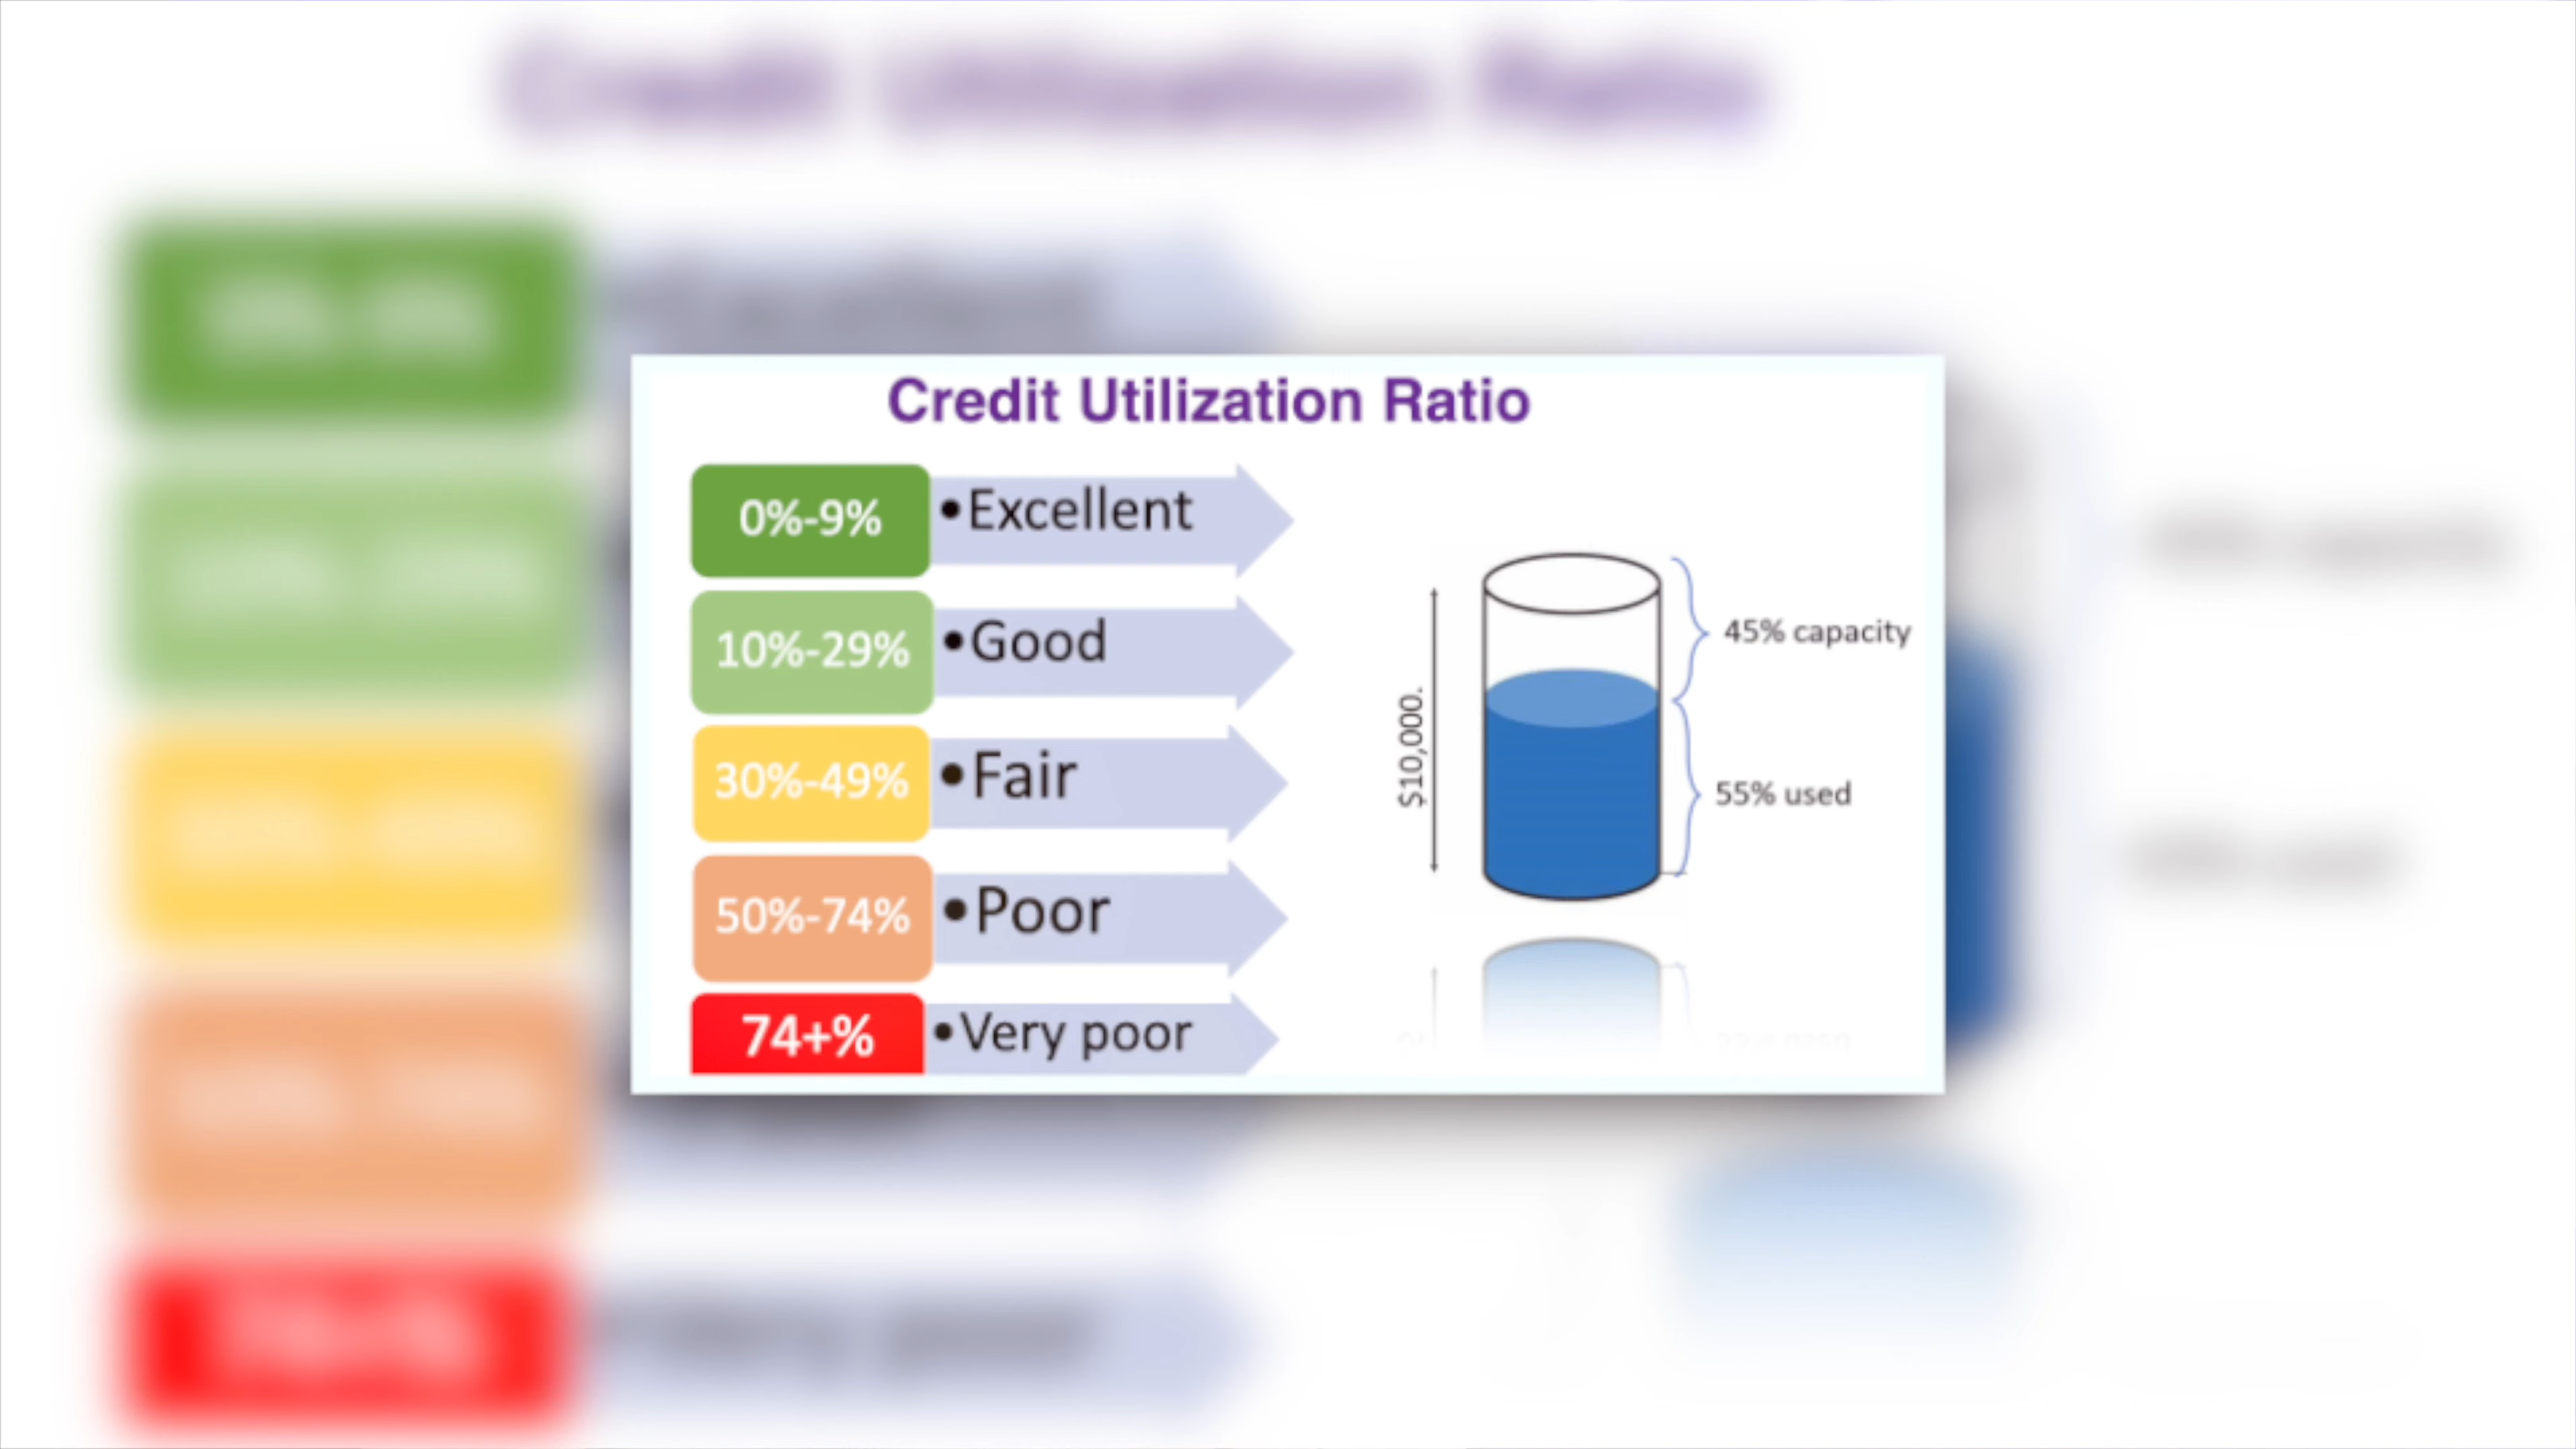 Credit Utilization Ratio
0%-9%
•Excellent
10%-29%
•Good
30%-49%
•Fair
50%-74%
•Poor
74+%
•Very poor
$10,000.
45% capacity
55% used